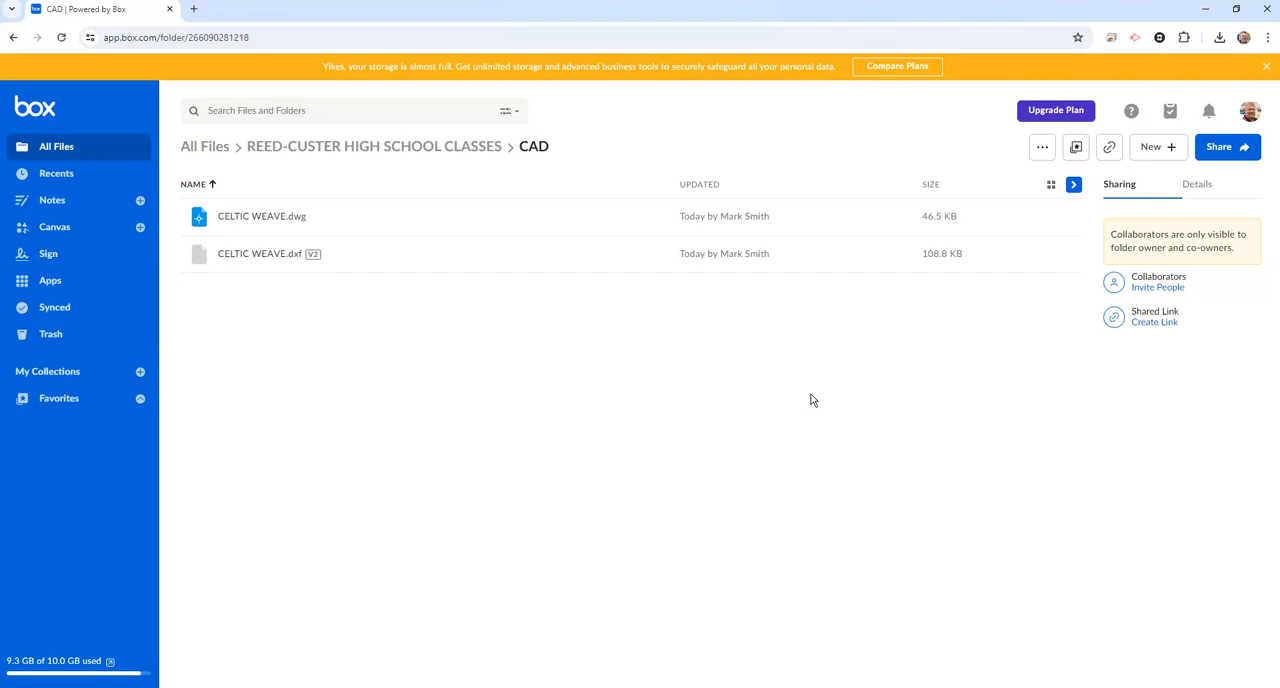 CAD | Powered by Box
app.box.com/folder/266090281218
Yikes, your storage is almost full. Get unlimited storage and advanced business tools to securely safeguard all your personal data.
Compare Plans
box
Search Files and Folders
Upgrade Plan
All Files
All Files > REED-CUSTER HIGH SCHOOL CLASSES > CAD
New +
Share
Recents
NAME
UPDATED
SIZE
Sharing
Details
Notes
CELTIC WEAVE.dwg
Today by Mark Smith
46.5 KB
Canvas
Collaborators are only visible to
folder owner and co-owners.
Sign
CELTIC WEAVE.dxf V2
Today by Mark Smith
108.8 KB
Apps
Collaborators
Invite People
Synced
Shared Link
Create Link
Trash
My Collections
Favorites
9.3 GB of 10.0 GB used